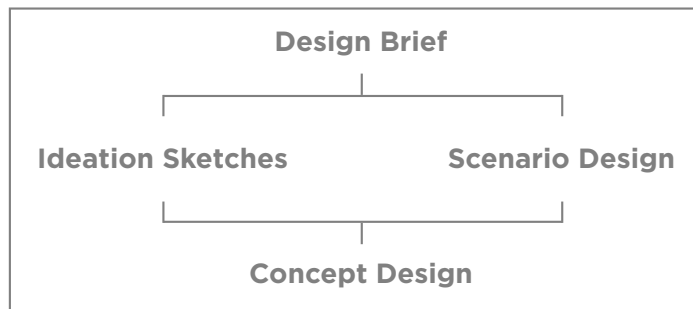 Design Brief
Ideation Sketches
Scenario Design
Concept Design